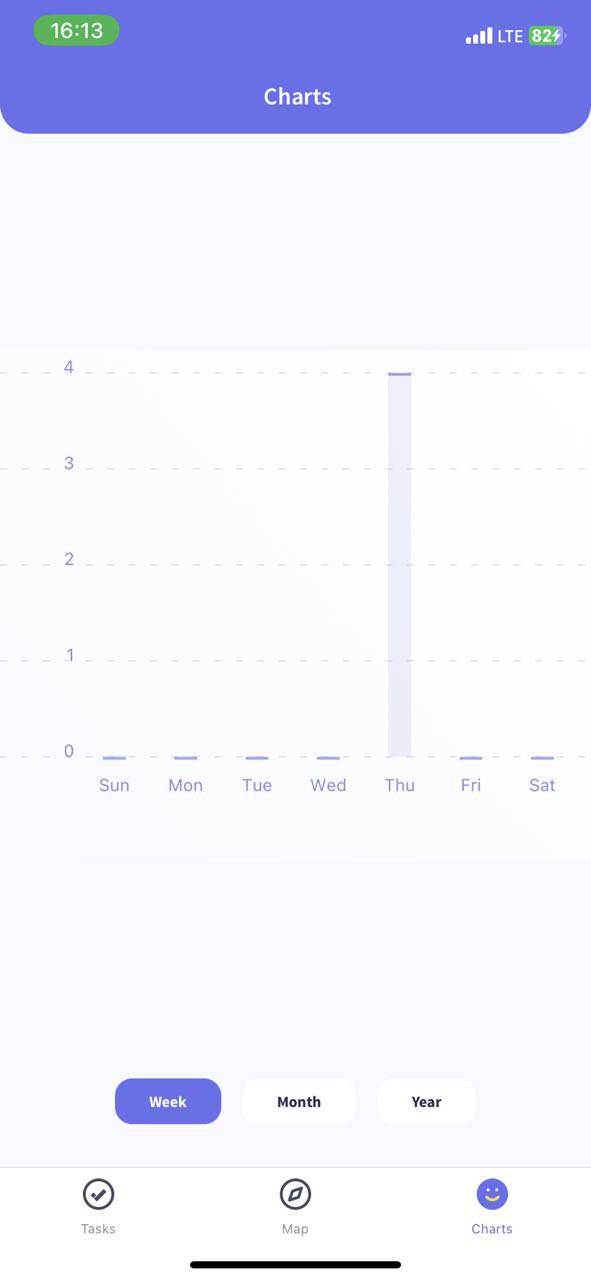 16:13 LTE 82
Charts
4
3
2
1
0
Sun Mon Tue Wed Thu Fri Sat
Week Month Year
Tasks Map Charts